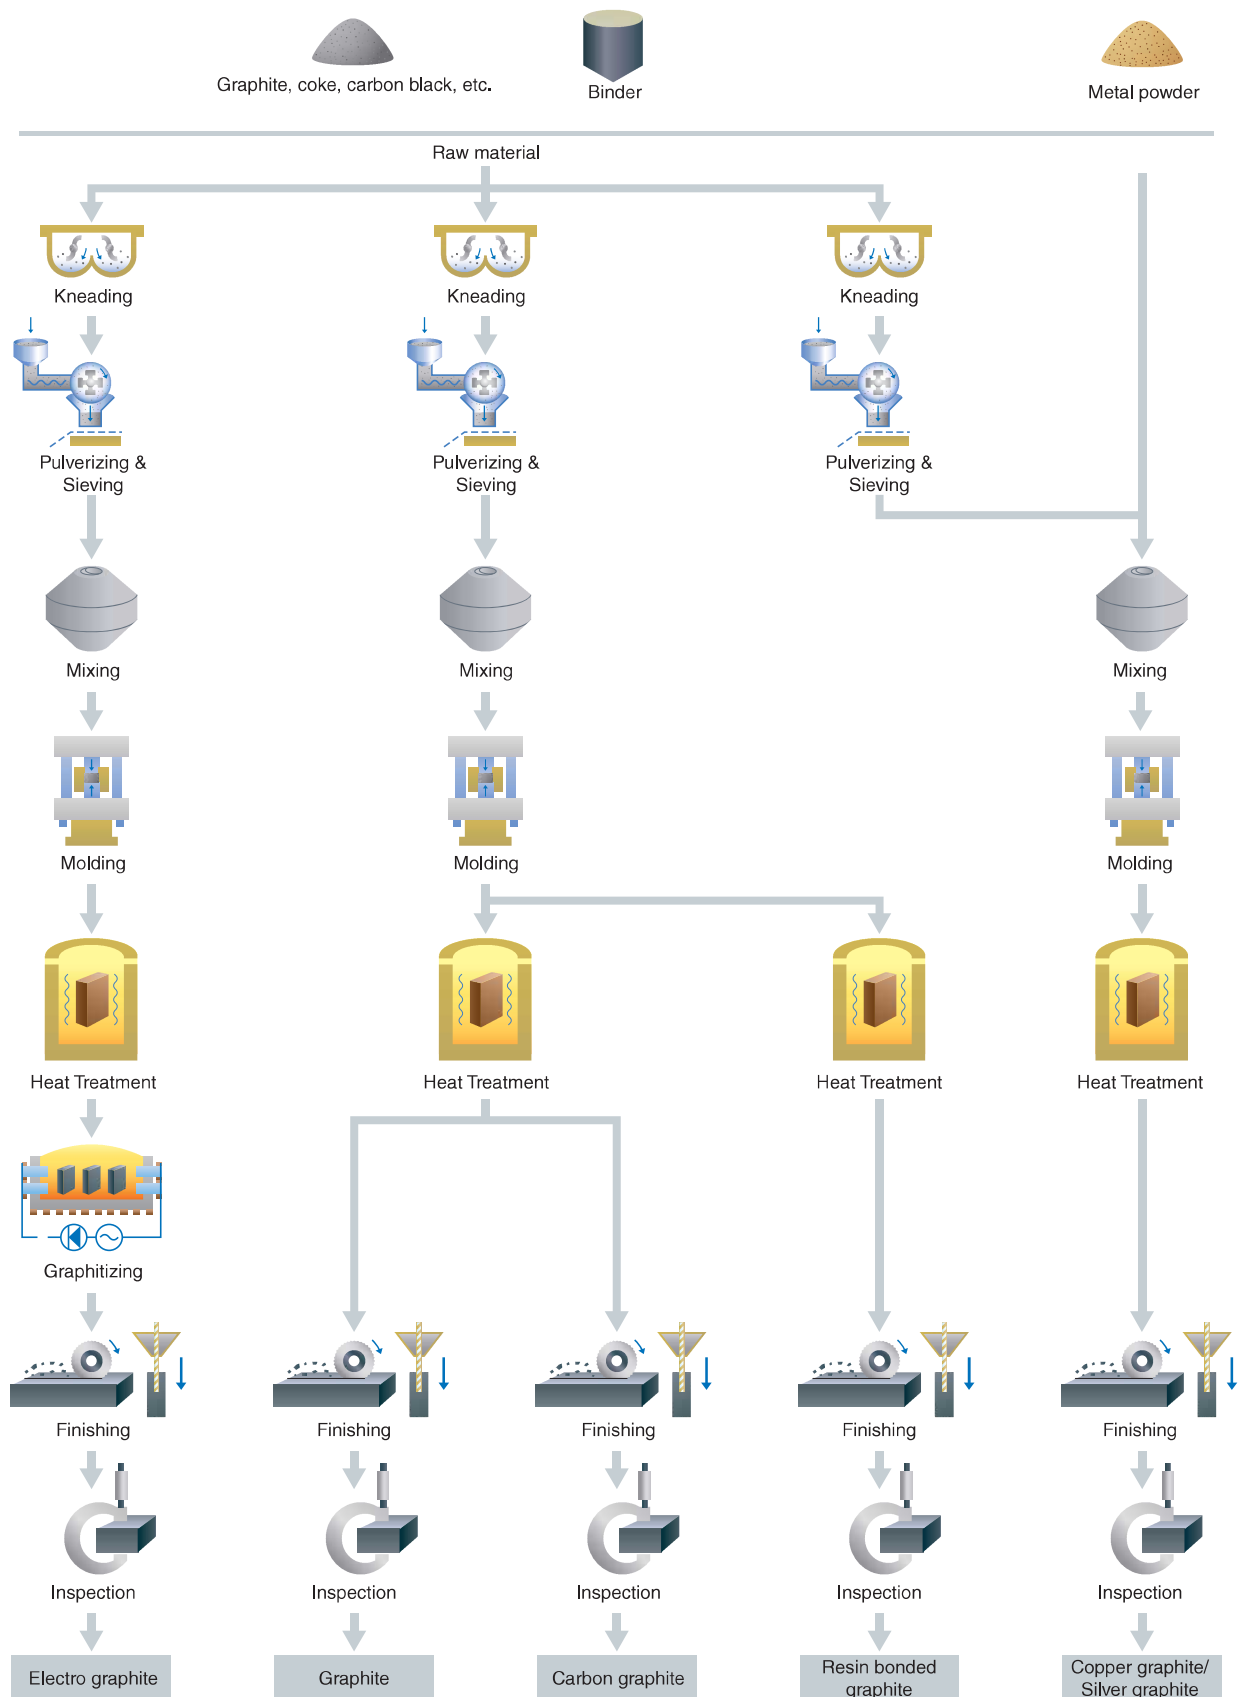 Graphite, coke, carbon black, etc.
Binder
Metal powder
Raw material
Kneading
Kneading
Kneading
Pulverizing &
Sieving
Pulverizing &
Sieving
Pulverizing &
Sieving
Mixing
Mixing
Mixing
Molding
Molding
Molding
Heat Treatment
Heat Treatment
Heat Treatment
Heat Treatment
Graphitizing
Finishing
Finishing
Finishing
Finishing
Finishing
Inspection
Inspection
Inspection
Inspection
Inspection
Electro graphite
Graphite
Carbon graphite
Resin bonded
graphite
Copper graphite/
Silver graphite